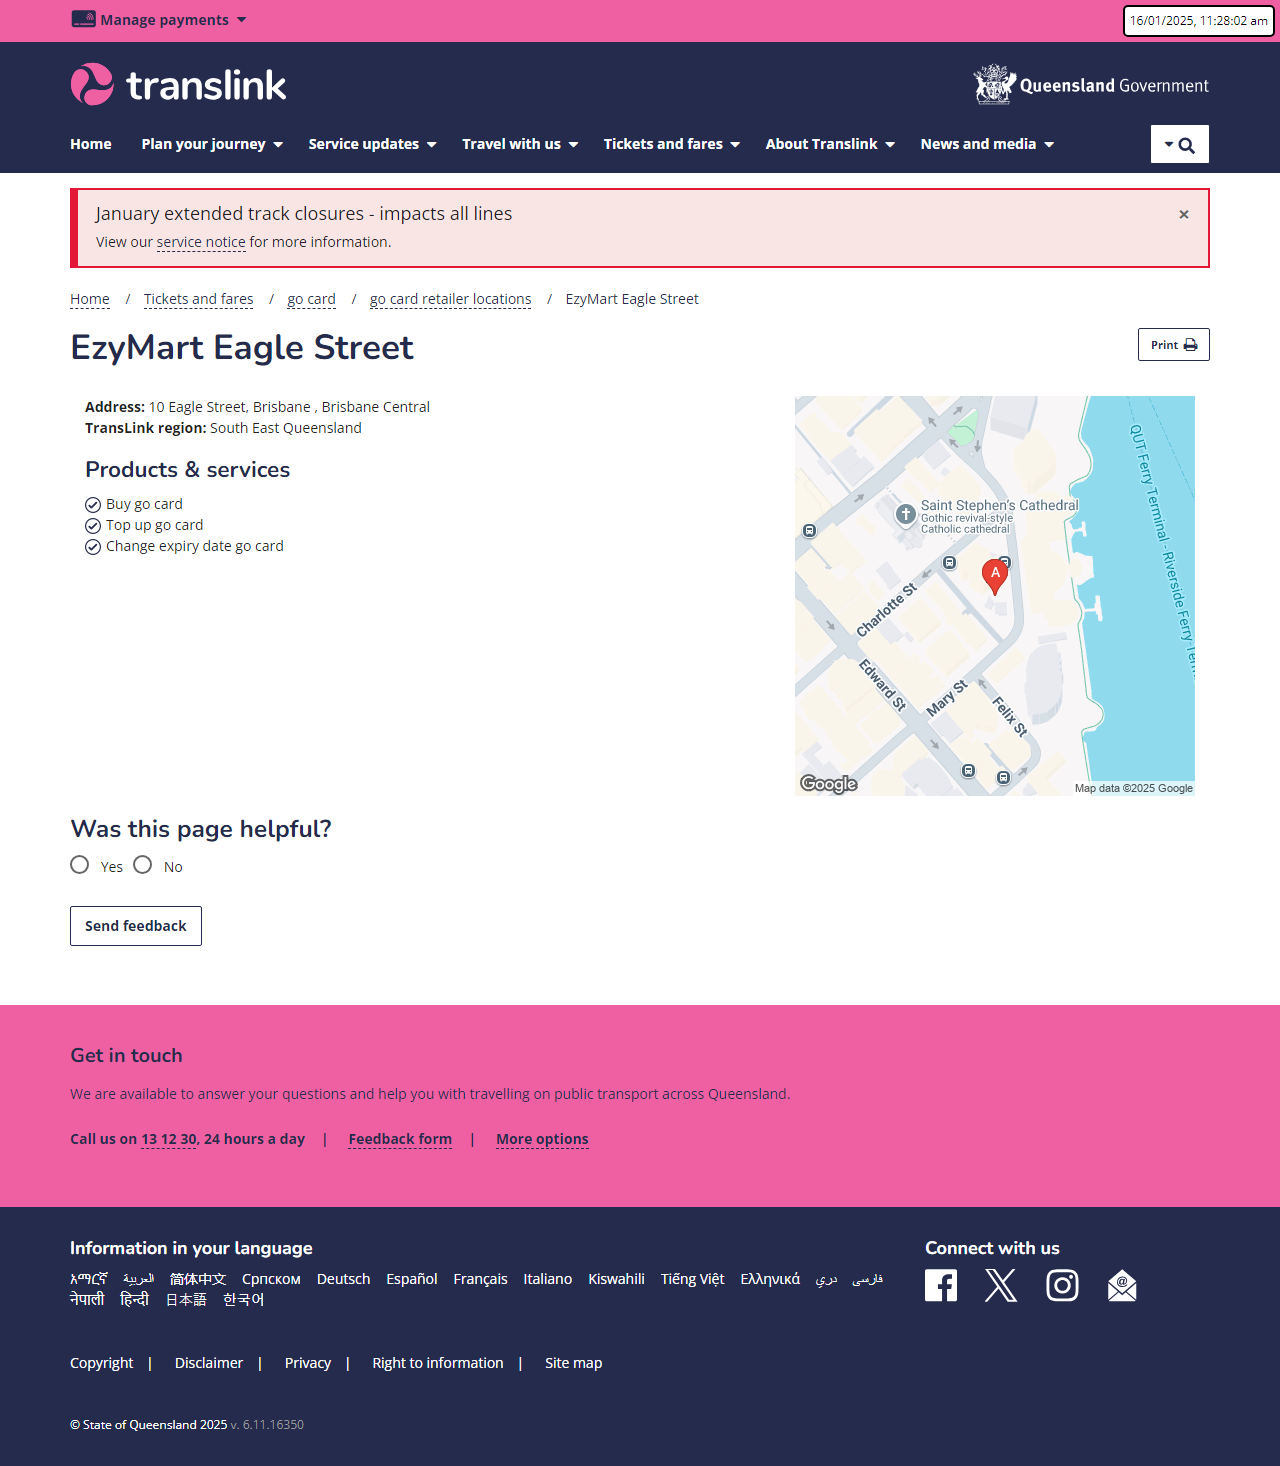 Manage payments
16/01/2025, 11:28:02 am
translink
Queensland Government
Home Plan your journey Service updates Travel with us Tickets and fares About Translink News and media
January extended track closures - impacts all lines
×
View our service notice for more information.
Home / Tickets and fares / go card / go card retailer locations / EzyMart Eagle Street
EzyMart Eagle Street
Print
Address: 10 Eagle Street, Brisbane , Brisbane Central
TransLink region: South East Queensland
Products & services
Buy go card
Top up go card
Change expiry date go card
QUT Ferry Terminal - Riverside Ferry Term
Saint Stephen's Cathedral
Gothic revival-style
Catholic cathedral
A
Charlotte St
Edward St
Mary St
Felix St
Google
Map data ©2025 Google
Was this page helpful?
Yes No
Send feedback
Get in touch
We are available to answer your questions and help you with travelling on public transport across Queensland.
Call us on 13 12 30, 24 hours a day | Feedback form | More options
Information in your language
አማርኛ العربية 简体中文 Српском Deutsch Español Français Italiano Kiswahili Tiếng Việt Ελληνικά دري فارسی
नेपाली हिन्दी 日本語 한국어
Connect with us
Copyright | Disclaimer | Privacy | Right to information | Site map
© State of Queensland 2025 v. 6.11.16350